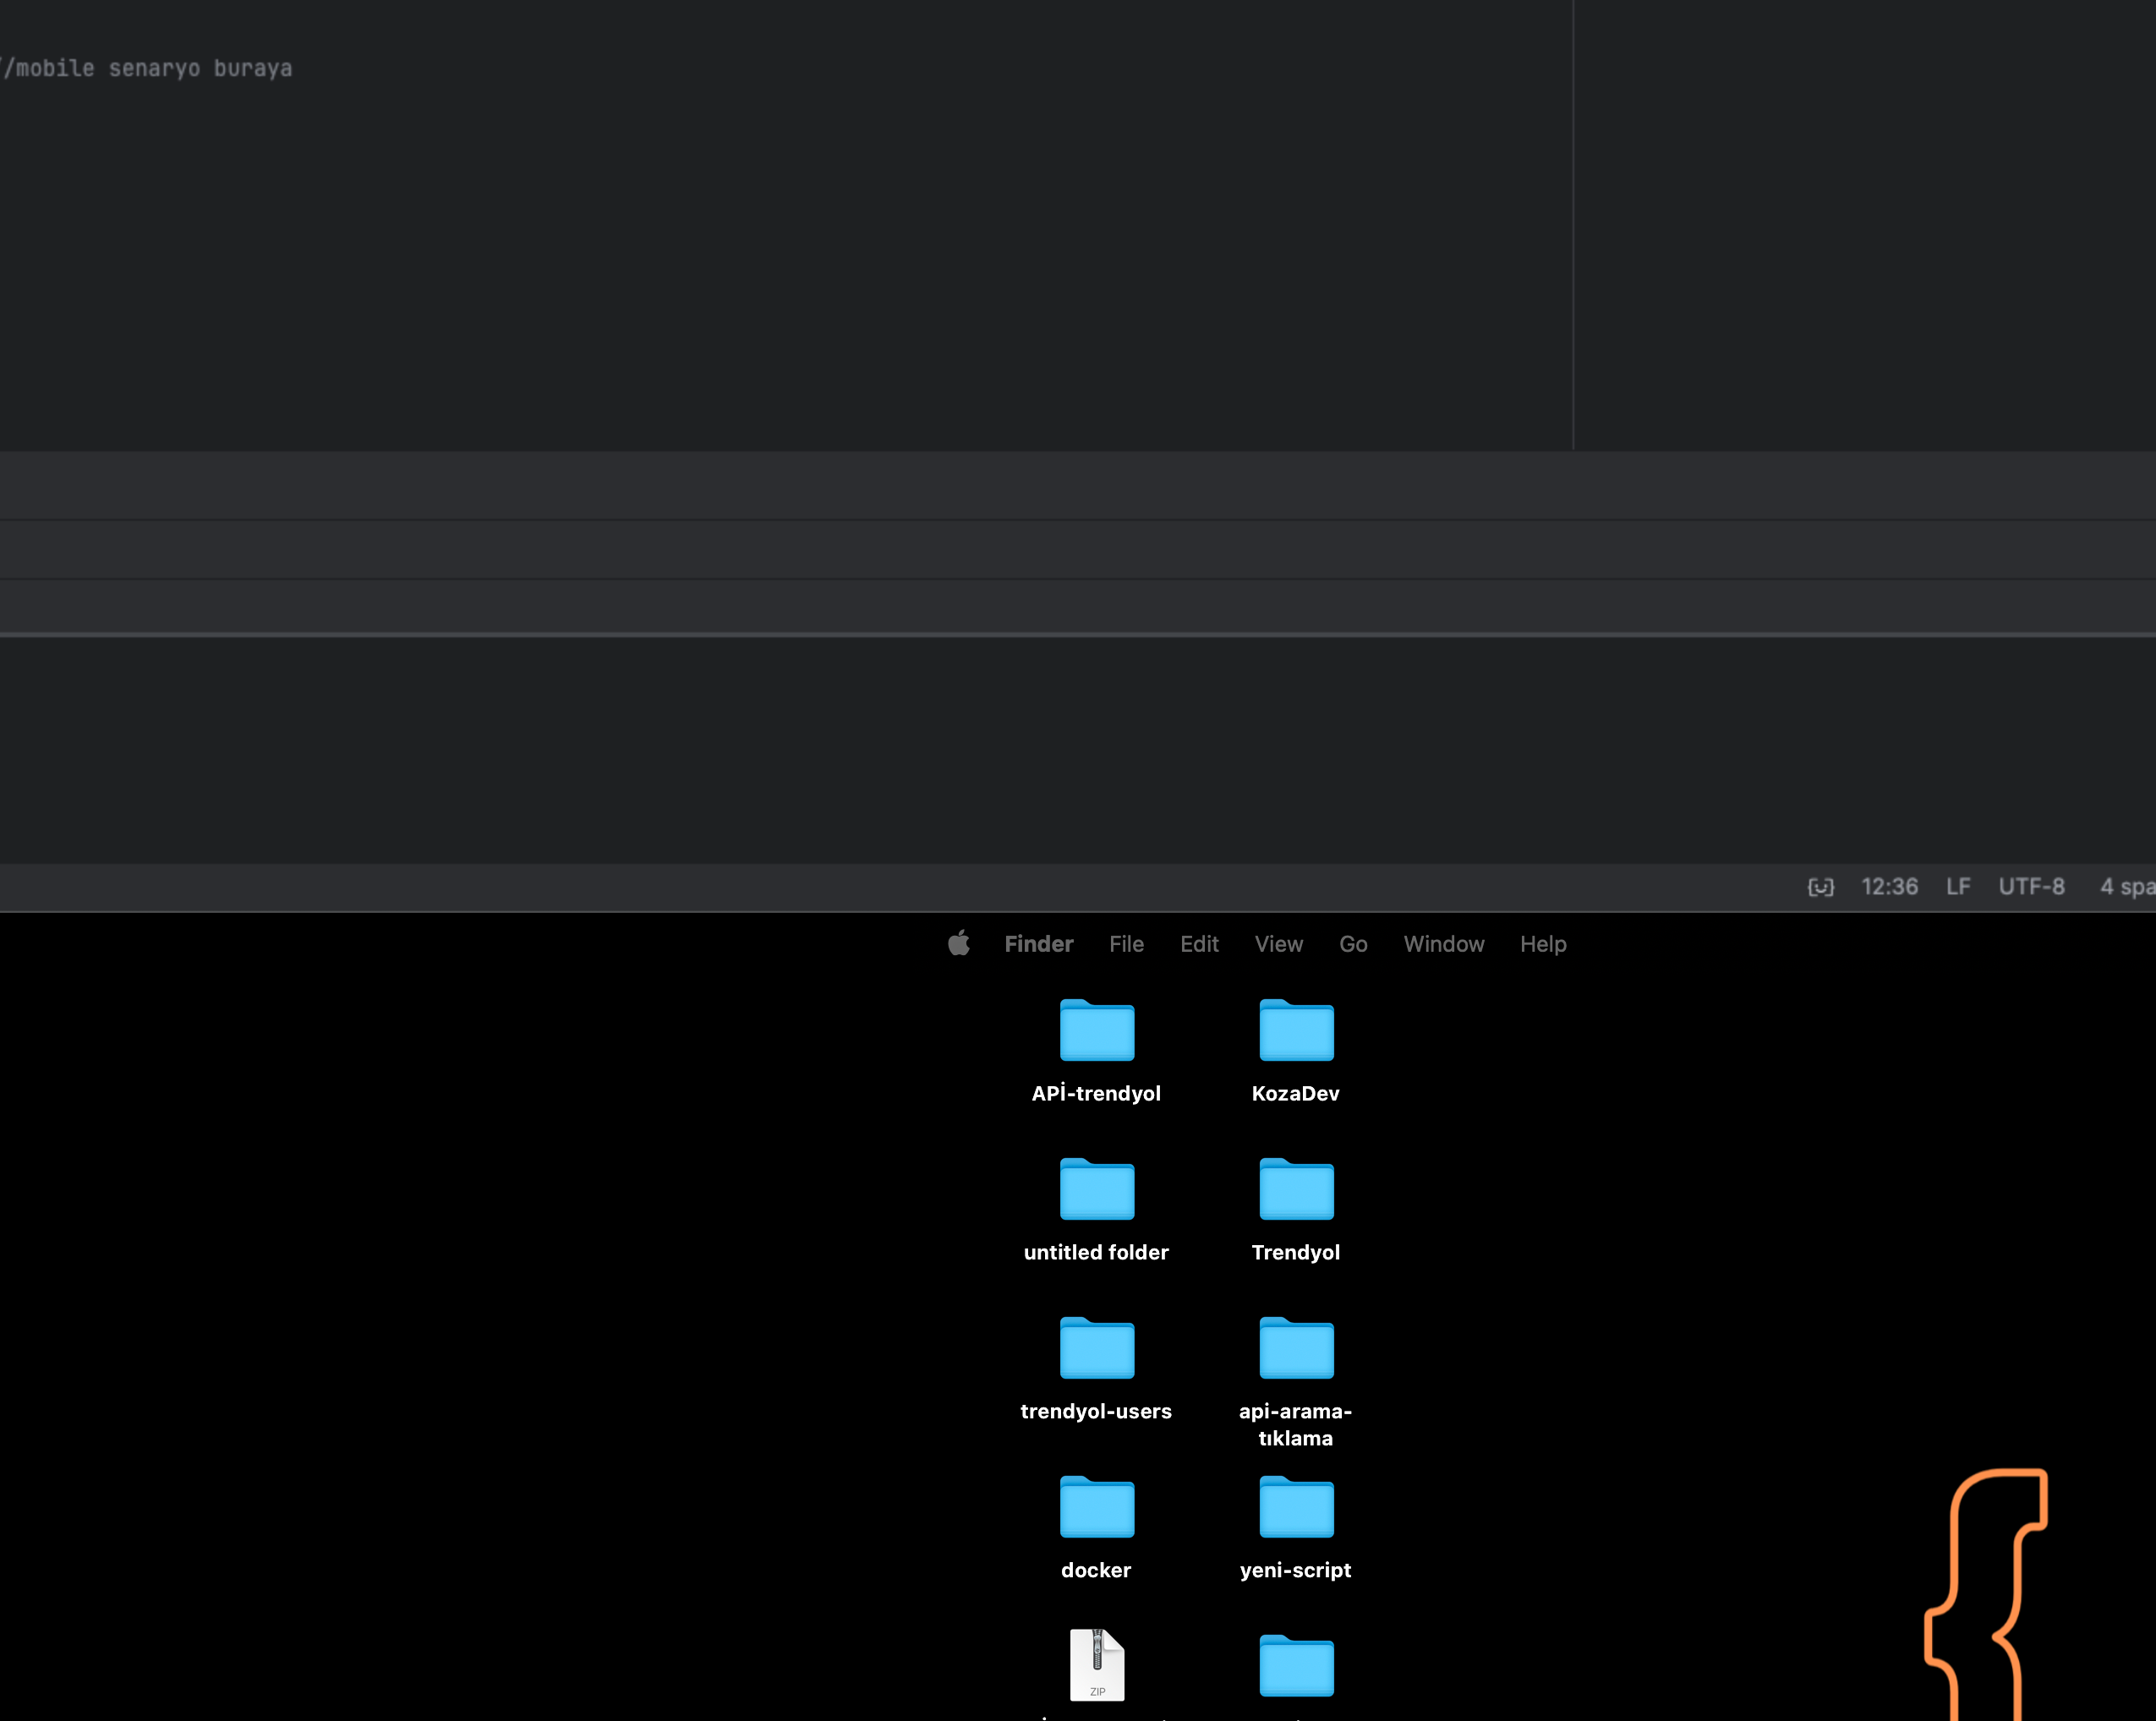 //mobile senaryo buraya
12:36 LF UTF-8 4 spa
Finder File Edit View Go Window Help
APİ-trendyol KozaDev
untitled folder Trendyol
trendyol-users api-arama-
tıklama
docker yeni-script
ZIP